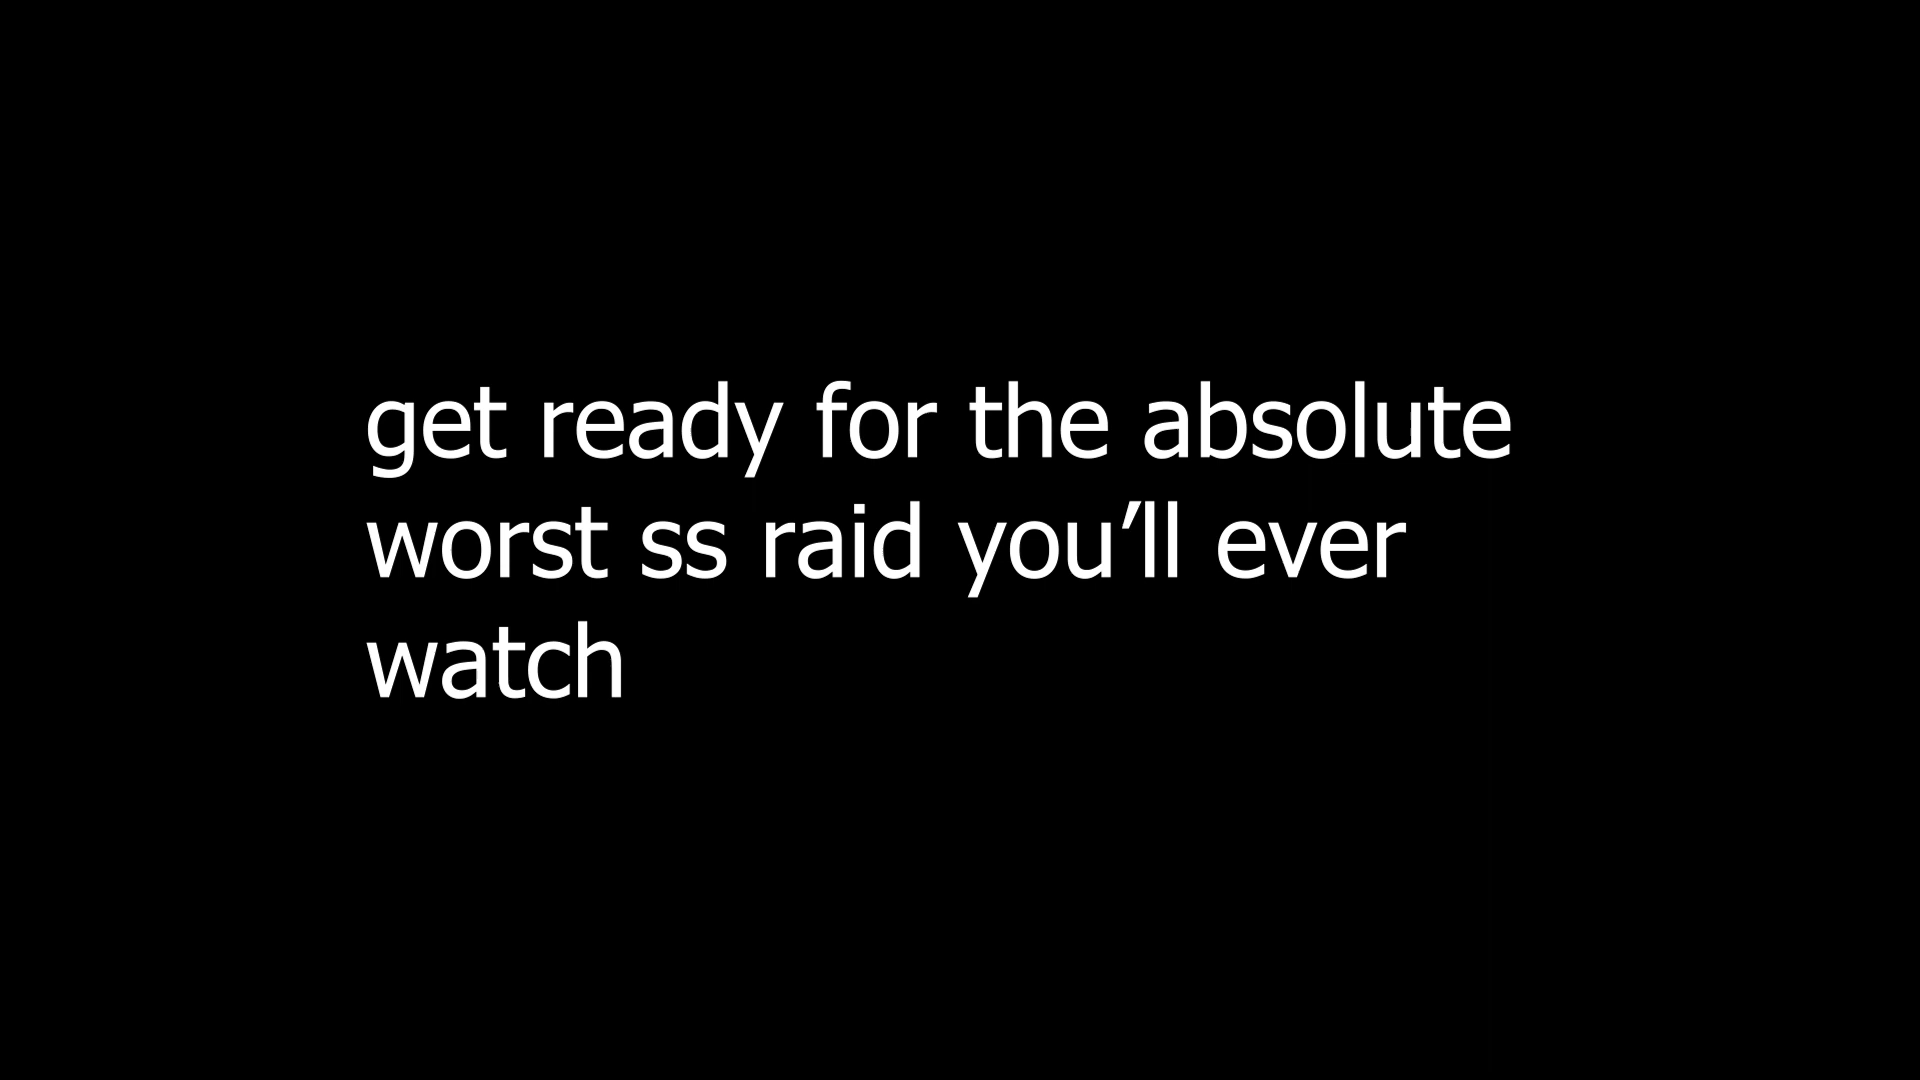 get ready for the absolute
worst ss raid you’ll ever
watch